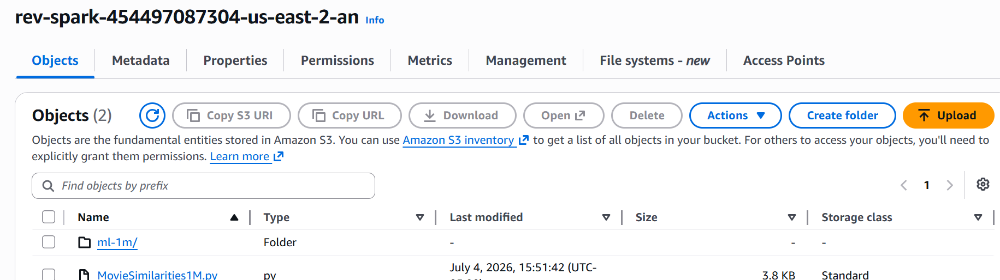 rev-spark-454497087304-us-east-2-an Info
Objects Metadata Properties Permissions Metrics Management File systems - new Access Points
Objects (2) Copy S3 URI Copy URL Download Open Delete Actions Create folder Upload
Objects are the fundamental entities stored in Amazon S3. You can use Amazon S3 inventory to get a list of all objects in your bucket. For others to access your objects, you'll need to
explicitly grant them permissions. Learn more
Find objects by prefix
1
Name Type Last modified Size Storage class
ml-1m/ Folder - - -
July 4, 2026, 15:51:42 (UTC-
MovieSimilarities1M.py py 3.8 KB Standard